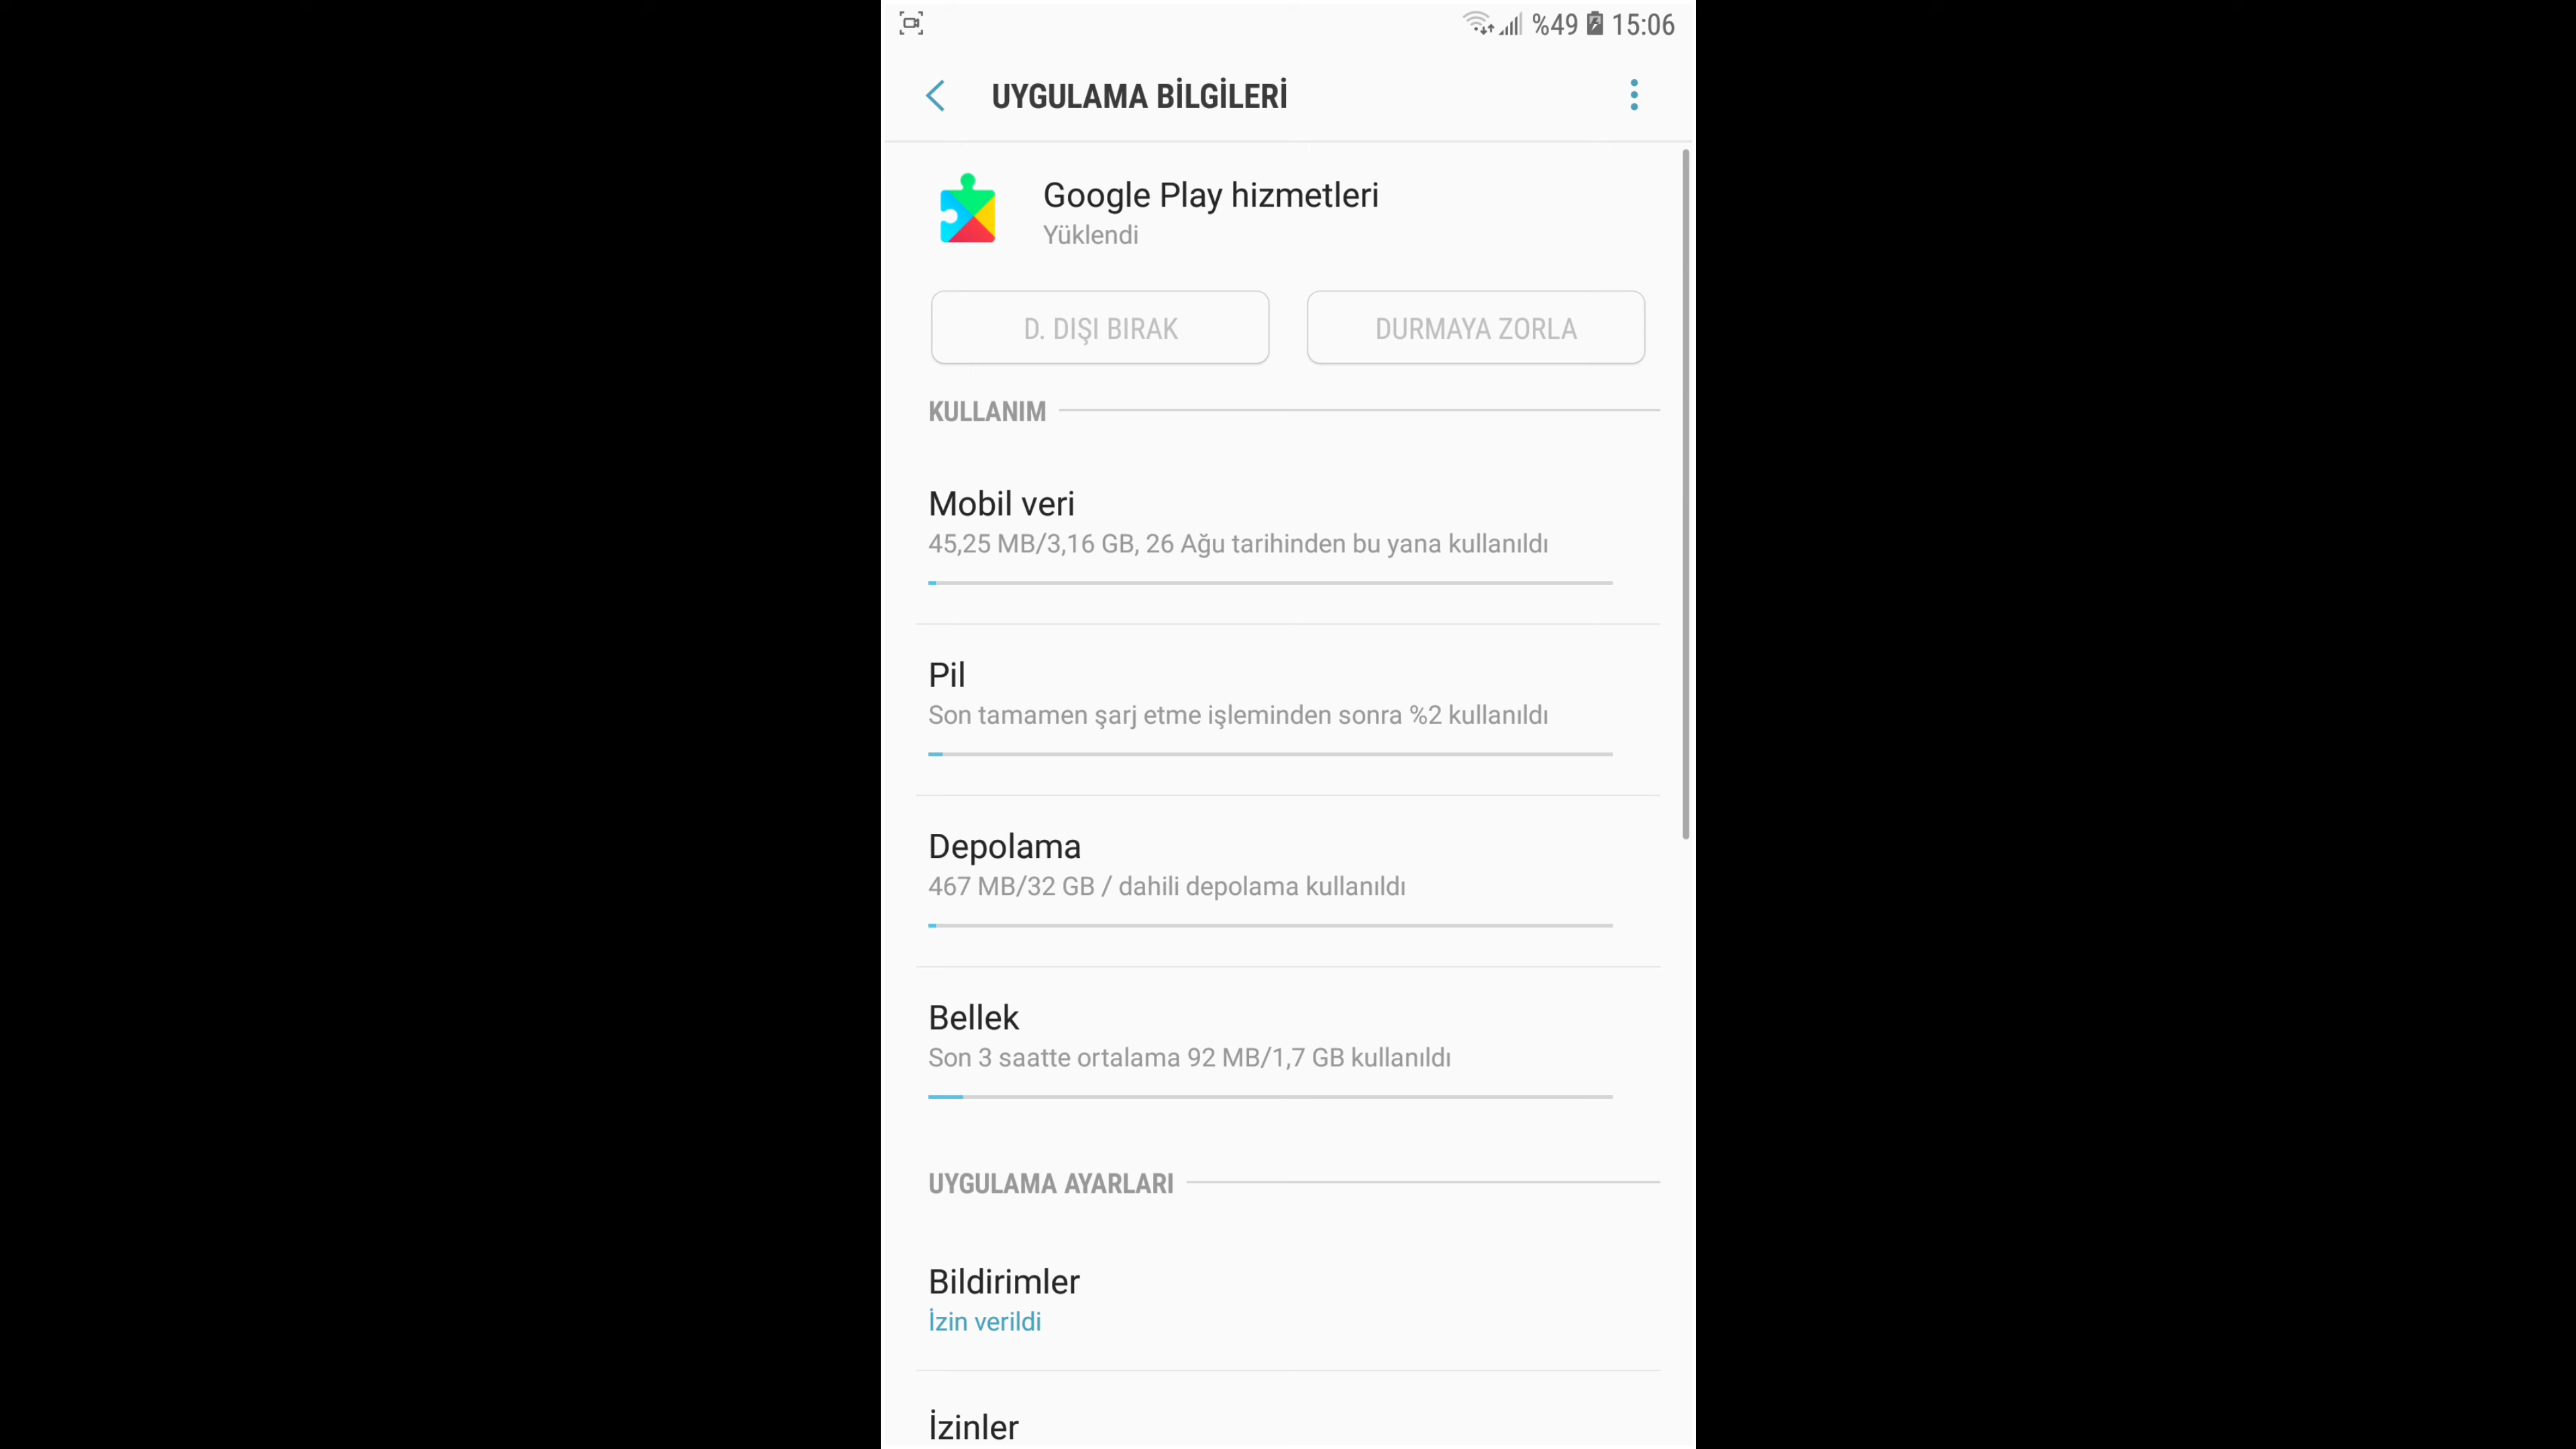 %49 15:06
UYGULAMA BİLGİLERİ
Google Play hizmetleri
Yüklendi
D. DIŞI BIRAK
DURMAYA ZORLA
KULLANIM
Mobil veri
45,25 MB/3,16 GB, 26 Ağu tarihinden bu yana kullanıldı
Pil
Son tamamen şarj etme işleminden sonra %2 kullanıldı
Depolama
467 MB/32 GB / dahili depolama kullanıldı
Bellek
Son 3 saatte ortalama 92 MB/1,7 GB kullanıldı
UYGULAMA AYARLARI
Bildirimler
İzin verildi
İzinler